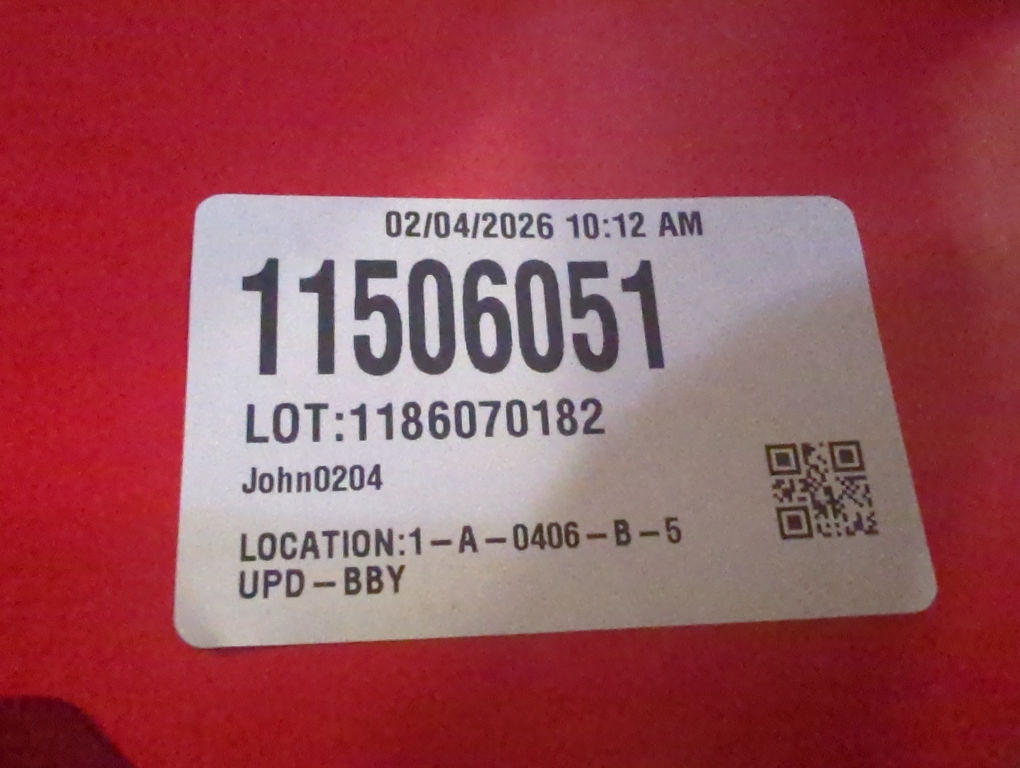 02/04/2026 10:12 AM
11506051
LOT:1186070182
John0204
LOCATION:1-A-0406-B-5
UPD-BBY